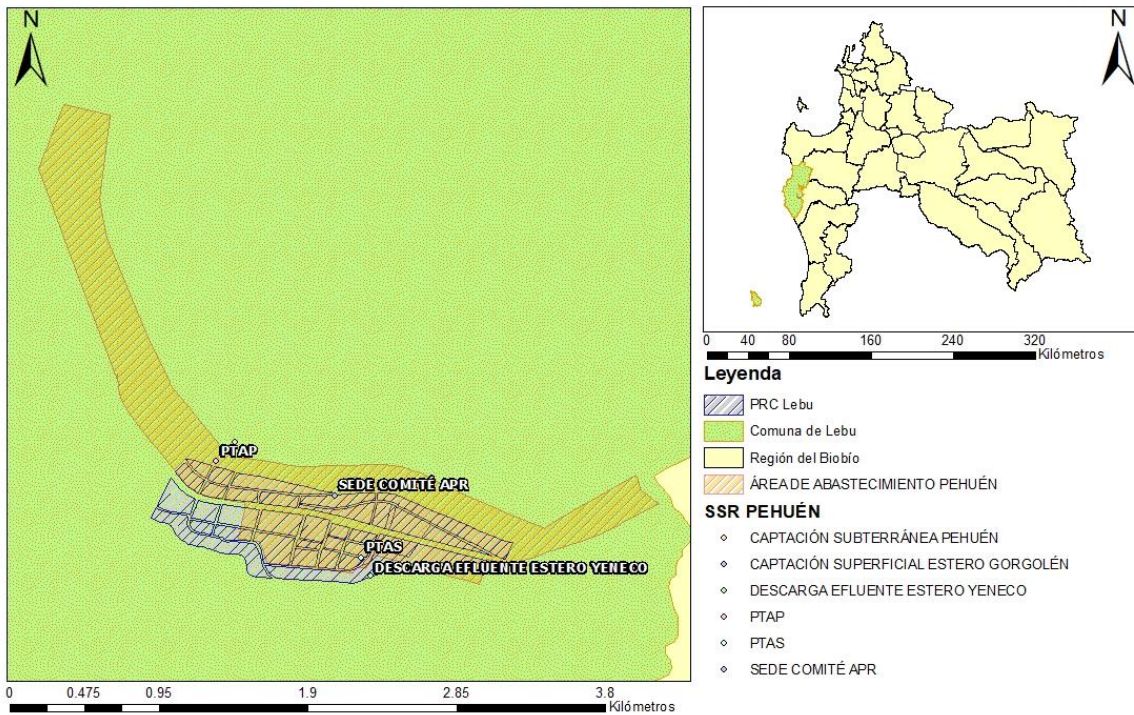 N
PTAP
SEDE COMITÉ APR
PTAS
DESCARGA EFLUENTE ESTERO YENECO
0 0.475 0.95 1.9 2.85 3.8
Kilómetros
N
0 40 80 160 240 320
Kilómetros
Leyenda
PRC Lebu
Comuna de Lebu
Región del Biobío
ÁREA DE ABASTECIMIENTO PEHUÉN
SSR PEHUÉN
CAPTACIÓN SUBTERRÁNEA PEHUÉN
CAPTACIÓN SUPERFICIAL ESTERO GORGOLÉN
DESCARGA EFLUENTE ESTERO YENECO
PTAP
PTAS
SEDE COMITÉ APR